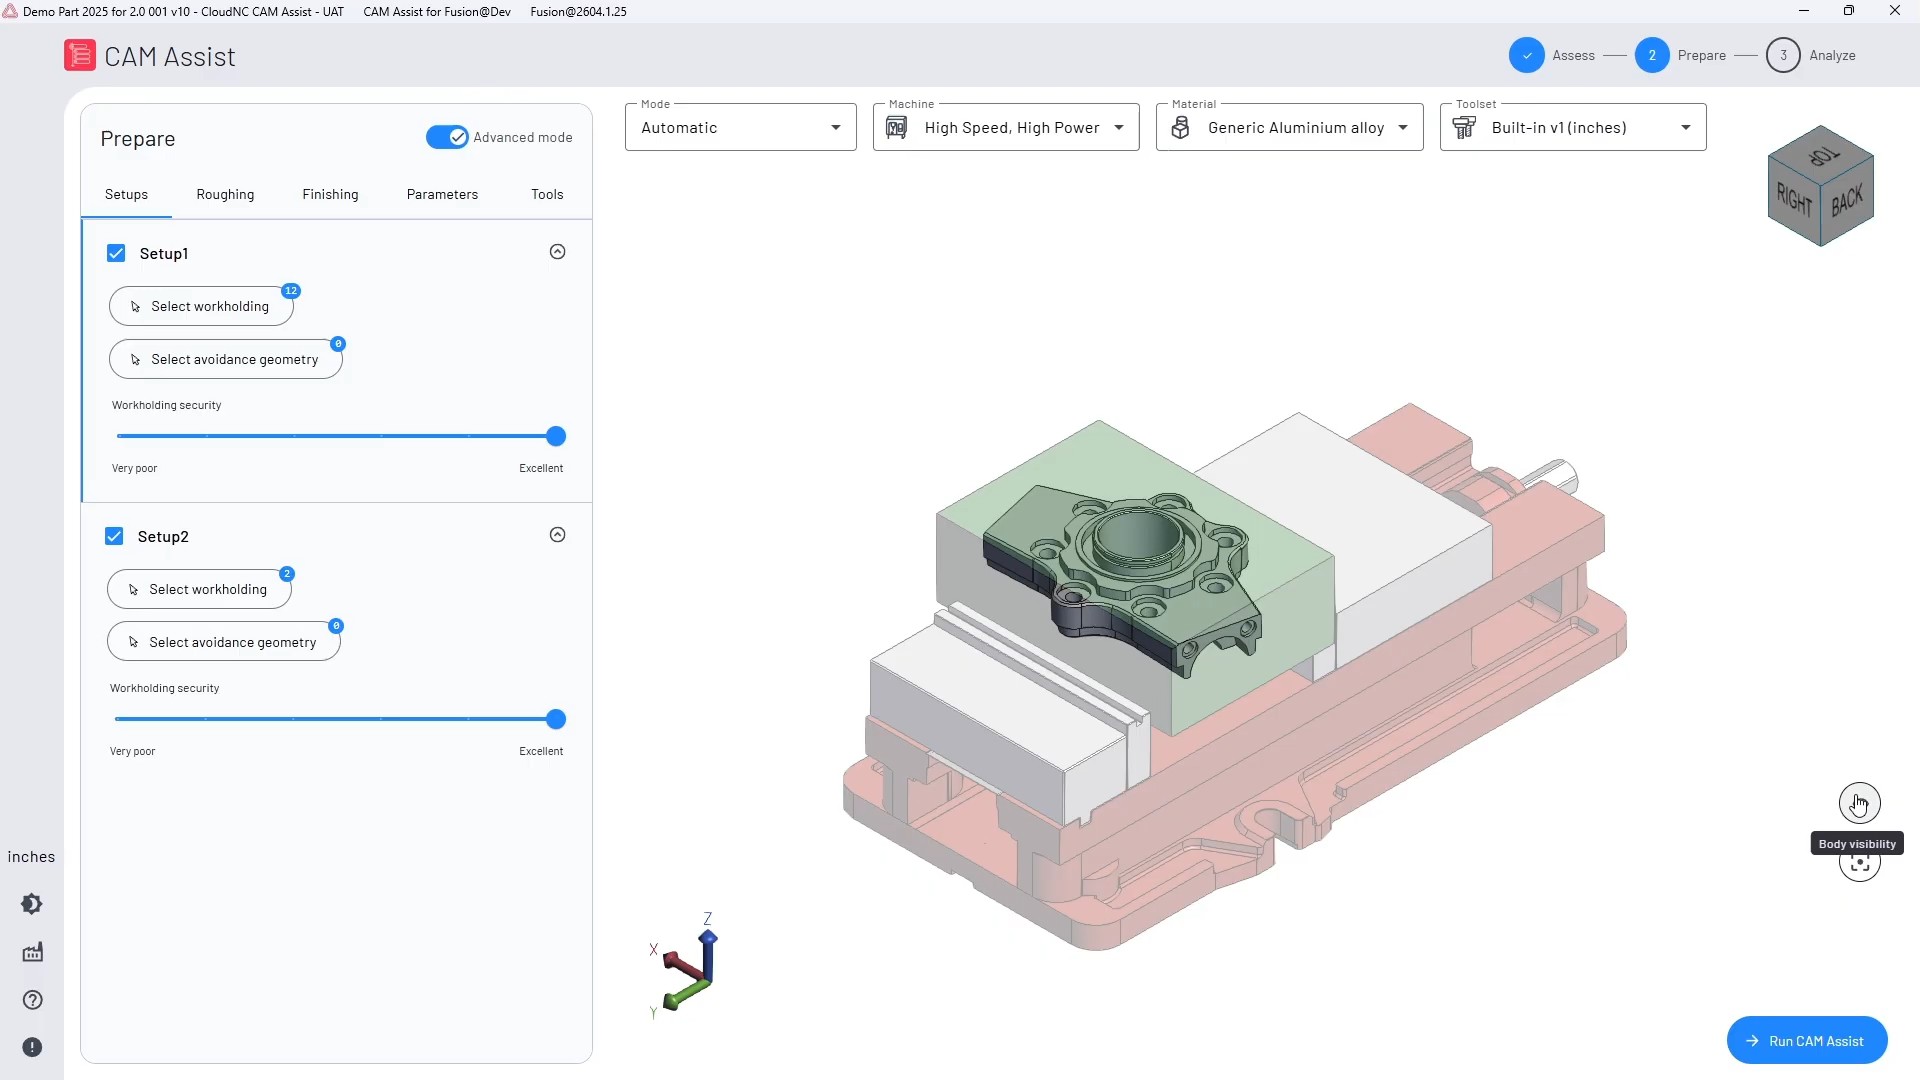 Demo Part 2025 for 2.0 001 v10 - CloudNC CAM Assist - UAT CAM Assist for Fusion@Dev Fusion@2604.1.25
CAM Assist
Assess
2 Prepare
3 Analyze
Prepare
Advanced mode
Mode
Automatic
Machine
High Speed, High Power
Material
Generic Aluminium alloy
Toolset
Built-in v1 (inches)
Setups Roughing Finishing Parameters Tools
TOP
RIGHT BACK
Setup1
Select workholding 12
Select avoidance geometry 0
Workholding security
Very poor Excellent
Setup2
Select workholding 2
Select avoidance geometry 0
Workholding security
Very poor Excellent
Body visibility
inches
Z
X
Y
Run CAM Assist